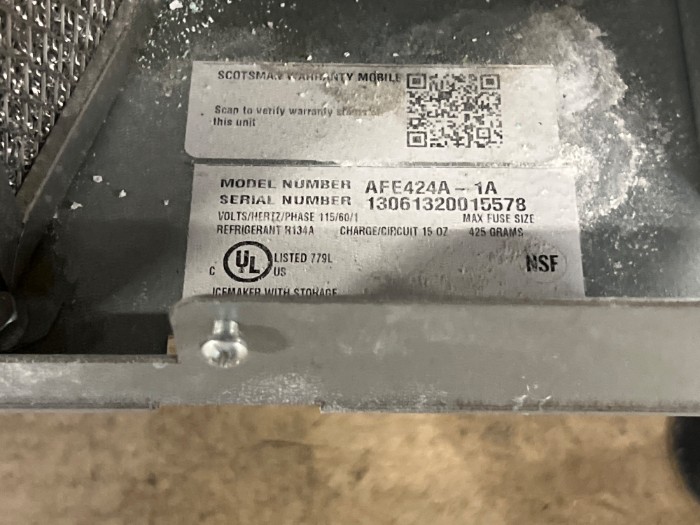 SCOTSMAN WARRANTY MOBILE
Scan to verify warranty status of
this unit
MODEL NUMBER AFE424A - 1A
SERIAL NUMBER 13061320015578
VOLTS/HERTZ/PHASE 115/60/1 MAX FUSE SIZE
REFRIGERANT R134A CHARGE/CIRCUIT 15 OZ 425 GRAMS
C UL US LISTED 779L
NSF
ICEMAKER WITH STORAGE